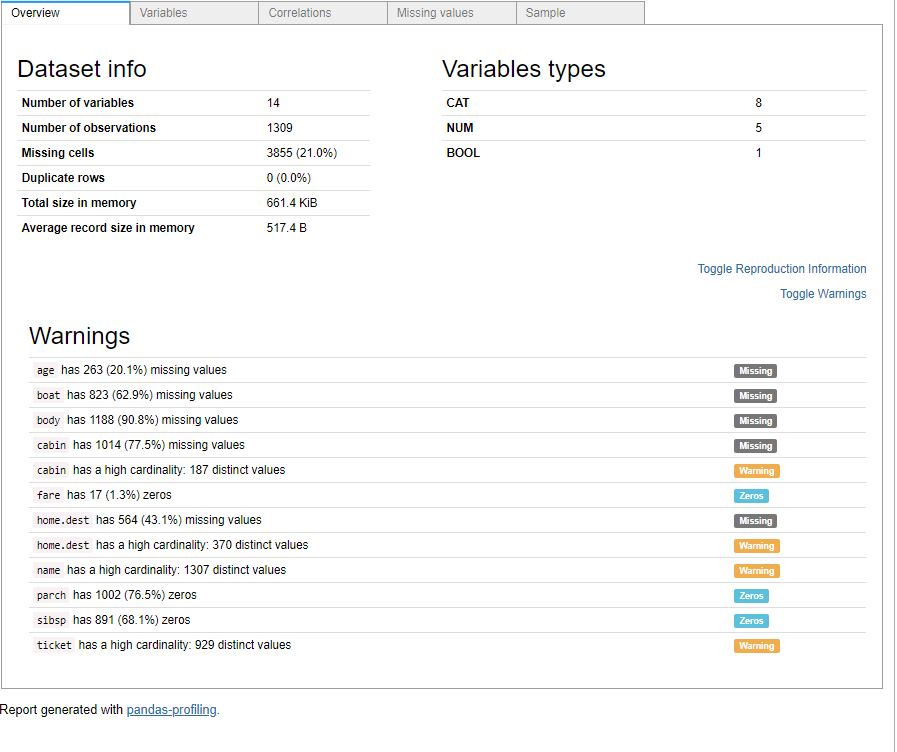 Overview Variables Correlations Missing values Sample
Dataset info
Number of variables 14
Number of observations 1309
Missing cells 3855 (21.0%)
Duplicate rows 0 (0.0%)
Total size in memory 661.4 KiB
Average record size in memory 517.4 B
Variables types
CAT 8
NUM 5
BOOL 1
Toggle Reproduction Information
Toggle Warnings
Warnings
age has 263 (20.1%) missing values Missing
boat has 823 (62.9%) missing values Missing
body has 1188 (90.8%) missing values Missing
cabin has 1014 (77.5%) missing values Missing
cabin has a high cardinality: 187 distinct values Warning
fare has 17 (1.3%) zeros Zeros
home.dest has 564 (43.1%) missing values Missing
home.dest has a high cardinality: 370 distinct values Warning
name has a high cardinality: 1307 distinct values Warning
parch has 1002 (76.5%) zeros Zeros
sibsp has 891 (68.1%) zeros Zeros
ticket has a high cardinality: 929 distinct values Warning
Report generated with pandas-profiling.